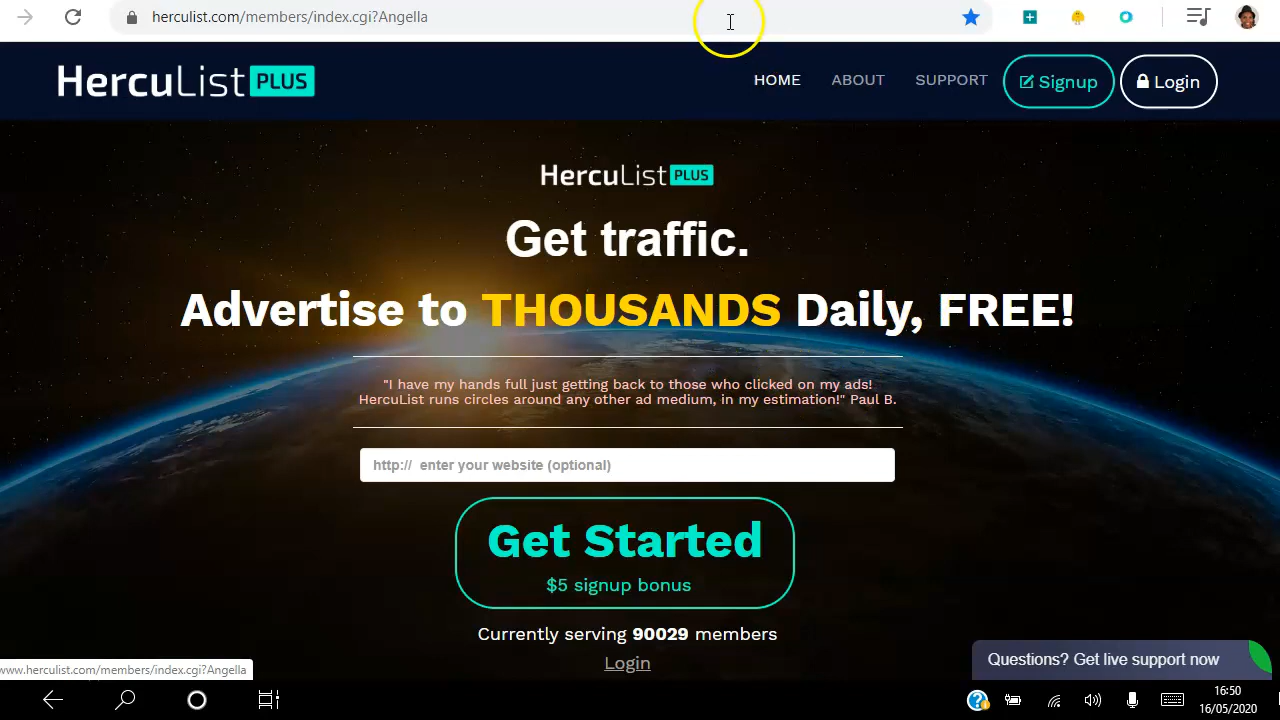 herculist.com/members/index.cgi?Angella
HercuList PLUS
HOME
ABOUT
SUPPORT
Signup
Login
HercuList PLUS
Get traffic.
Advertise to THOUSANDS Daily, FREE!
"I have my hands full just getting back to those who clicked on my ads!
HercuList runs circles around any other ad medium, in my estimation!" Paul B.
http://  enter your website (optional)
Get Started
$5 signup bonus
Currently serving 90029 members
Login
Questions? Get live support now
www.herculist.com/members/index.cgi?Angella
16:50
16/05/2020